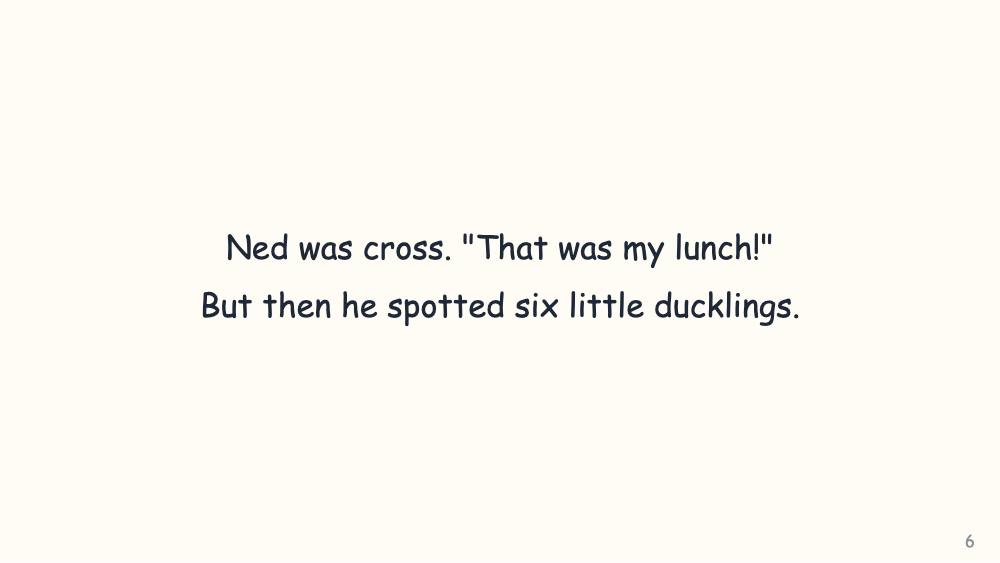 Ned was cross. "That was my lunch!"
But then he spotted six little ducklings.
6